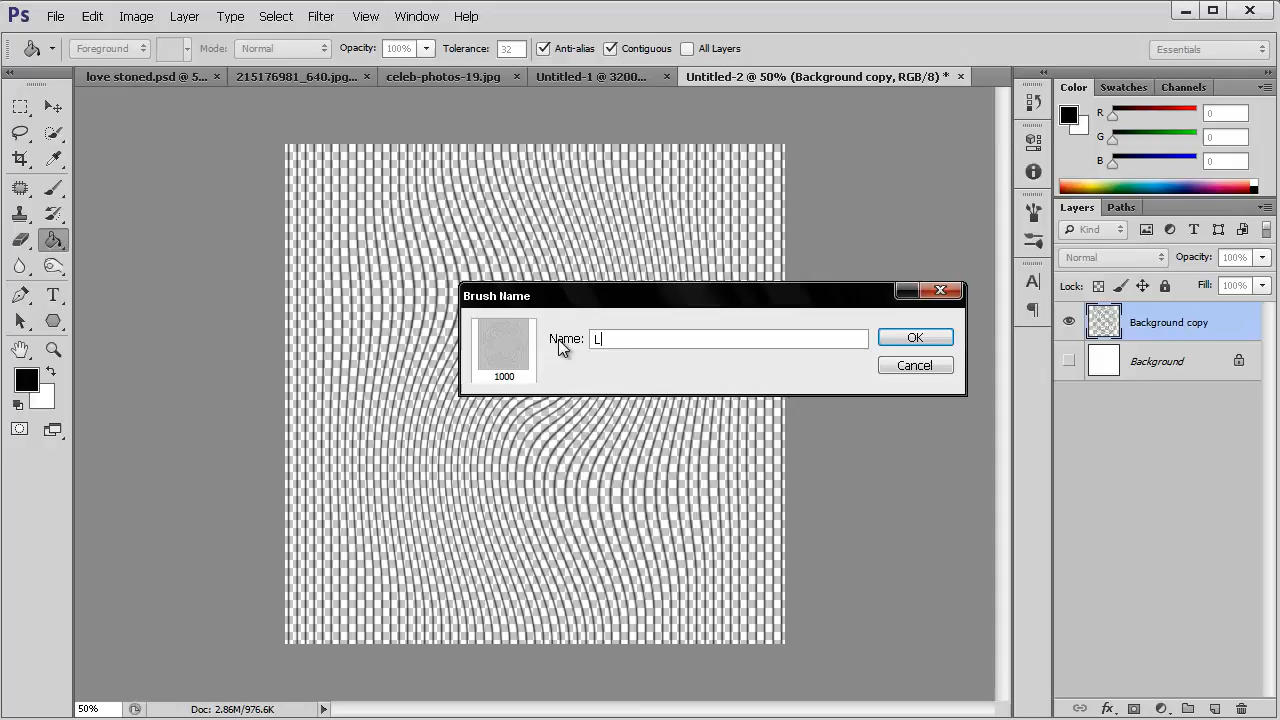 Ps File Edit Image Layer Type Select Filter View Window Help
Foreground Mode: Normal Opacity: 100% Tolerance: 32 Anti-alias Contiguous All Layers Essentials
love stoned.psd @ 5... × 215176981_640.jpg... × celeb-photos-19.jpg × Untitled-1 @ 3200... × Untitled-2 @ 50% (Background copy, RGB/8) * ×
Color Swatches Channels
R 0
G 0
B 0
Layers Paths
Kind
Normal Opacity: 100%
Lock: Fill: 100%
Background copy
Background
Brush Name
Name: L
OK
1000
Cancel
50% Doc: 2.86M/976.6K